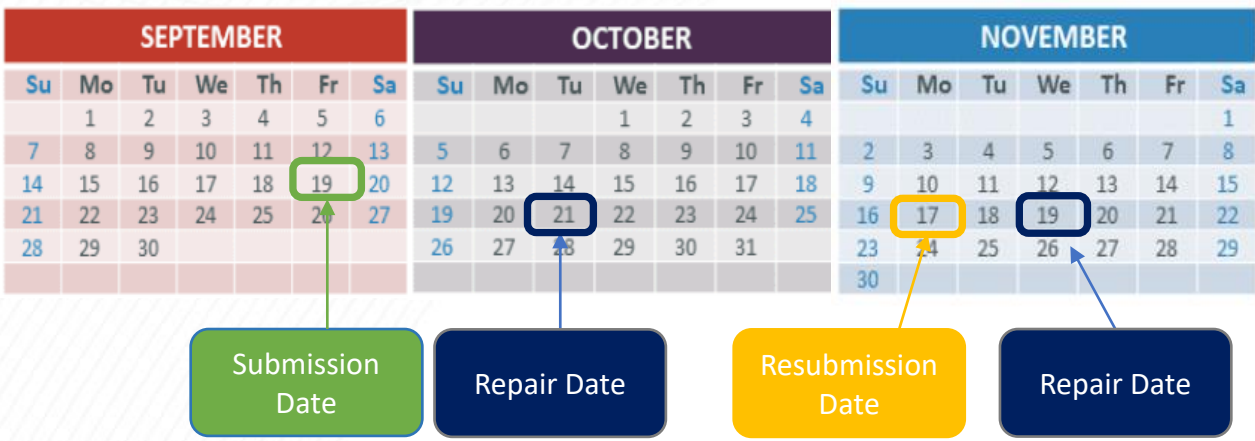 SEPTEMBER
Su Mo Tu We Th Fr Sa
1 2 3 4 5 6
7 8 9 10 11 12 13
14 15 16 17 18 19 20
21 22 23 24 25 26 27
28 29 30
OCTOBER
Su Mo Tu We Th Fr Sa
1 2 3 4
5 6 7 8 9 10 11
12 13 14 15 16 17 18
19 20 21 22 23 24 25
26 27 28 29 30 31
NOVEMBER
Su Mo Tu We Th Fr Sa
1
2 3 4 5 6 7 8
9 10 11 12 13 14 15
16 17 18 19 20 21 22
23 24 25 26 27 28 29
30
Submission
Date
Repair Date
Resubmission
Date
Repair Date